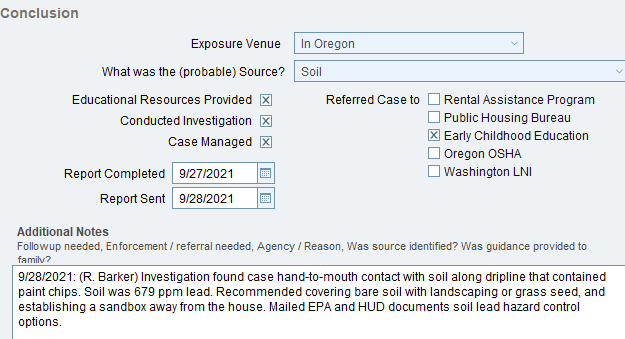 Conclusion
Exposure Venue In Oregon
What was the (probable) Source? Soil
Educational Resources Provided X Referred Case to Rental Assistance Program
Public Housing Bureau
Conducted Investigation X
X Early Childhood Education
Case Managed X
Oregon OSHA
Report Completed 9/27/2021 Washington LNI
Report Sent 9/28/2021
Additional Notes
Followup needed, Enforcement / referral needed, Agency / Reason, Was source identified? Was guidance provided to
family?
9/28/2021: (R. Barker) Investigation found case hand-to-mouth contact with soil along dripline that contained
paint chips. Soil was 679 ppm lead. Recommended covering bare soil with landscaping or grass seed, and
establishing a sandbox away from the house. Mailed EPA and HUD documents soil lead hazard control
options.